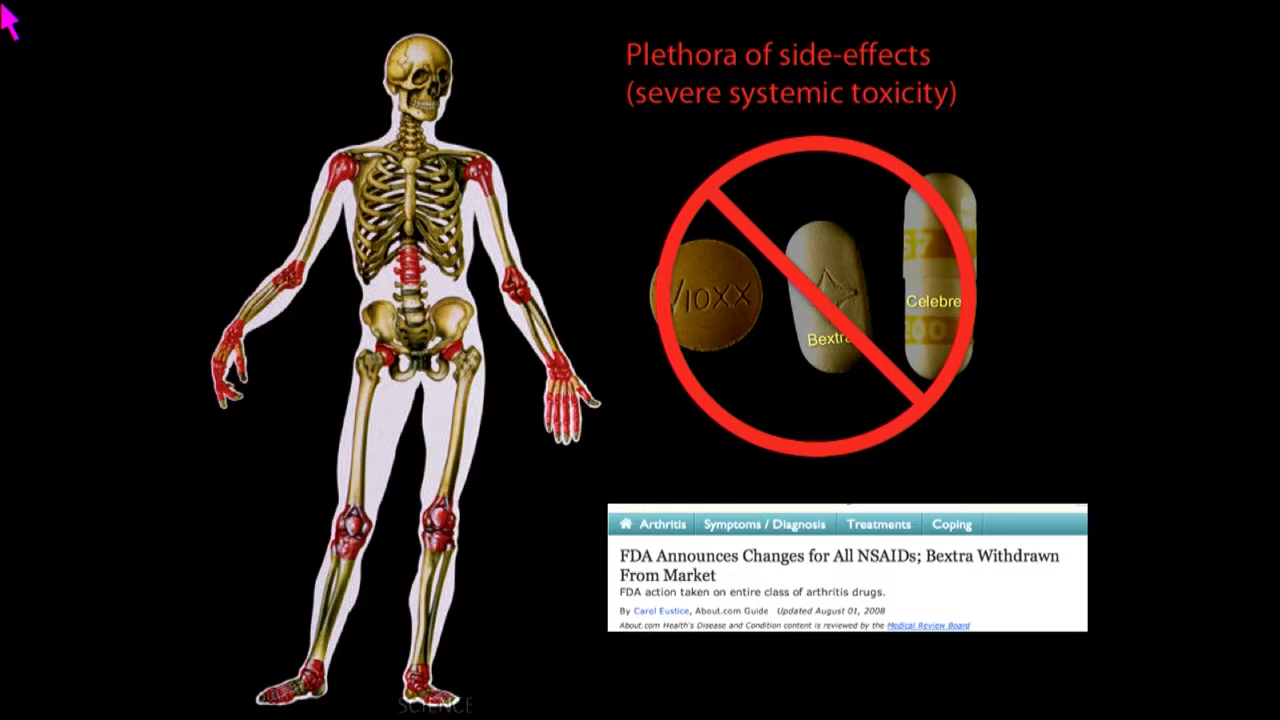 Plethora of side-effects
(severe systemic toxicity)
VIOXX
Bextra
Celebre
200
Arthritis Symptoms / Diagnosis Treatments Coping
FDA Announces Changes for All NSAIDs; Bextra Withdrawn
From Market
FDA action taken on entire class of arthritis drugs.
By Carol Eustice, About.com Guide Updated August 01, 2008
About.com Health's Disease and Condition content is reviewed by the Medical Review Board
SCIENCE